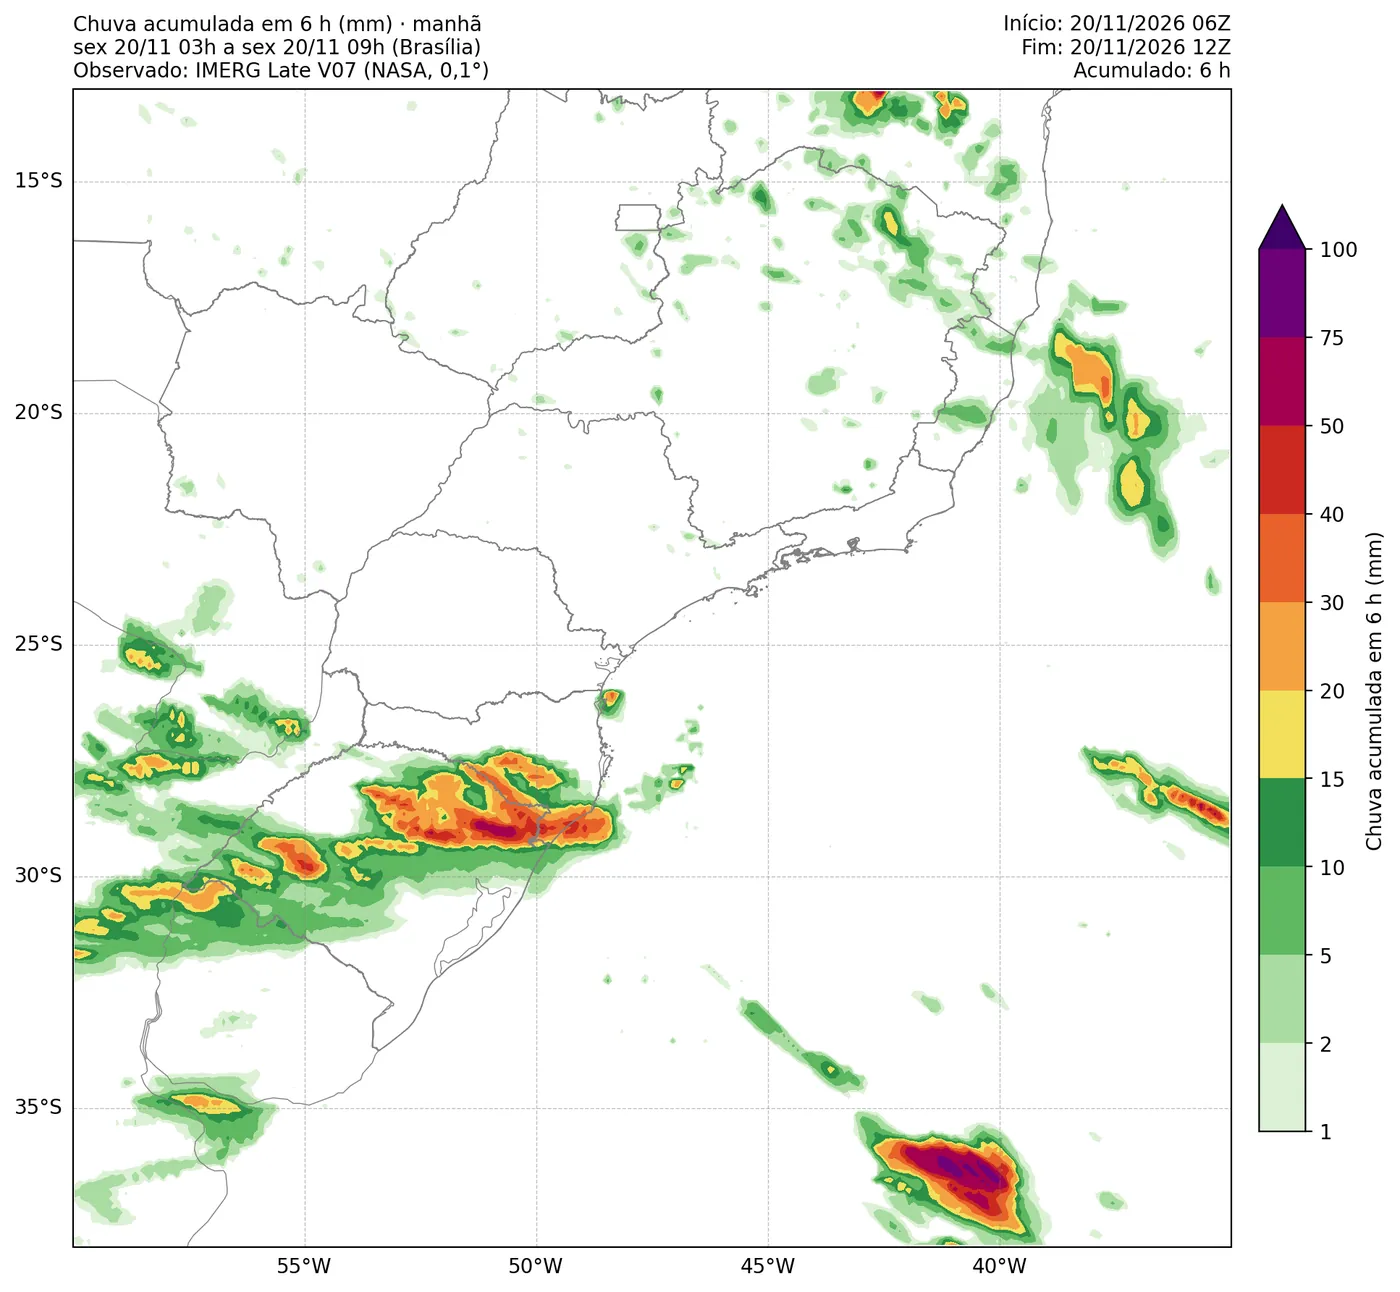 Chuva acumulada em 6 h (mm) · manhã
sex 20/11 03h a sex 20/11 09h (Brasília)
Observado: IMERG Late V07 (NASA, 0,1°)
Início: 20/11/2026 06Z
Fim: 20/11/2026 12Z
Acumulado: 6 h
15°S
20°S
25°S
30°S
35°S
55°W
50°W
45°W
40°W
100
75
50
40
30
20
15
10
5
2
1
Chuva acumulada em 6 h (mm)